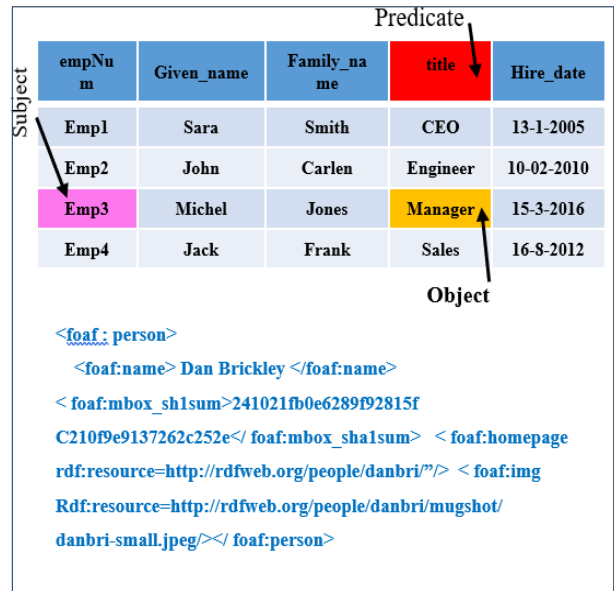 Predicate
Subject
empNu
m
Given_name
Family_na
me
title
Hire_date
Emp1 Sara Smith CEO 13-1-2005
Emp2 John Carlen Engineer 10-02-2010
Emp3 Michel Jones Manager 15-3-2016
Emp4 Jack Frank Sales 16-8-2012
Object
<foaf : person>
<foaf:name> Dan Brickley </foaf:name>
< foaf:mbox_sh1sum>241021fb0e6289f92815f
C210f9e9137262c252e</ foaf:mbox_sha1sum> < foaf:homepage
rdf:resource=http://rdfweb.org/people/danbri/”/> < foaf:img
Rdf:resource=http://rdfweb.org/people/danbri/mugshot/
danbri-small.jpeg/></ foaf:person>